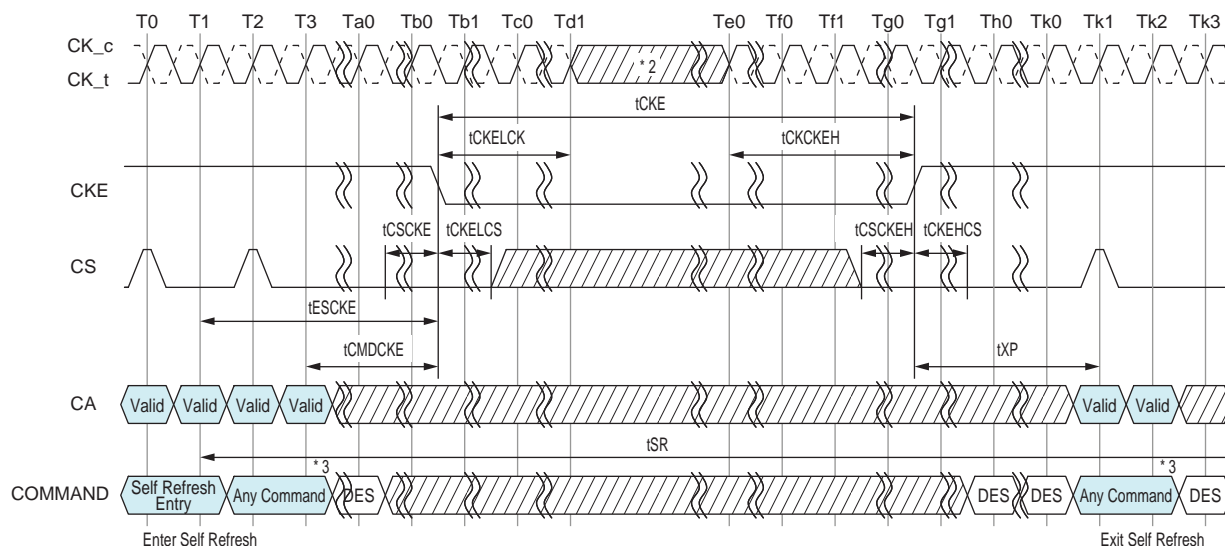 T0 T1 T2 T3 Ta0 Tb0 Tb1 Tc0 Td1 Te0 Tf0 Tf1 Tg0 Tg1 Th0 Tk0 Tk1 Tk2 Tk3
CK_c
CK_t
* 2
tCKE
tCKELCK tCKCKEH
CKE
tCSCKE tCKELCS tCSCKEH tCKEHCS
CS
tESCKE
tCMDCKE tXP
CA Valid Valid Valid Valid Valid Valid
tSR
* 3 * 3
COMMAND Self Refresh Entry Any Command DES DES DES Any Command DES
Enter Self Refresh Exit Self Refresh